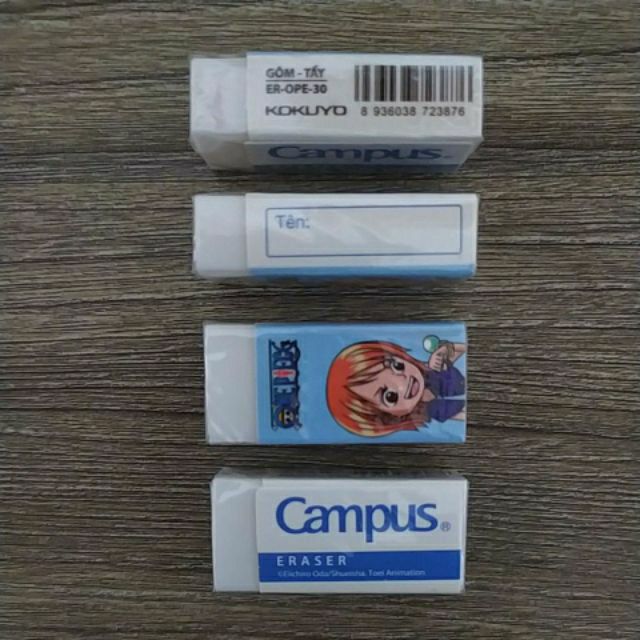 GÔM - TẨY
ER-OPE-30
KOKUYO
8 936038 723876
Campus
Tên:
ONE PIECE
Campus®
ERASER
©Eiichiro Oda/Shueisha, Toei Animation